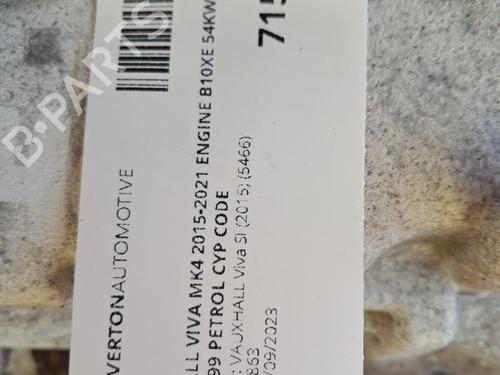 B-PARTS
VERTONAUTOMOTIVE
715
ALL VIVA MK4 2015-2021 ENGINE B10XE 54KW
99 PETROL CYP CODE
: VAUXHALL Viva SI (2015) (5466)
863
/09/2023